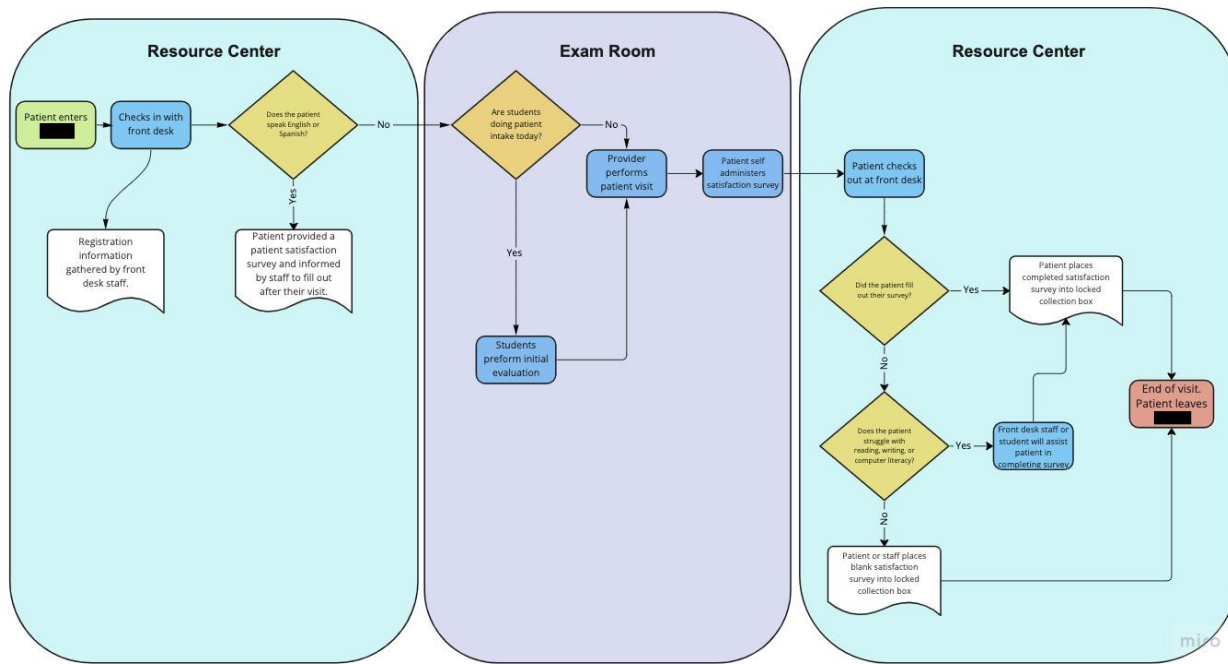 Resource Center
Patient enters
Checks in with
front desk
Does the patient
speak English or
Spanish?
No
Yes
Registration
information
gathered by front
desk staff.
Patient provided a
patient satisfaction
survey and informed
by staff to fill out
after their visit.
Exam Room
Are students
doing patient
intake today?
No
Yes
Provider
performs
patient visit
Patient self
administers
satisfaction survey
Students
preform initial
evaluation
Resource Center
Patient checks
out at front desk
Did the patient fill
out their survey?
Yes
No
Patient places
completed satisfaction
survey into locked
collection box
Does the patient
struggle with
reading, writing, or
computer literacy?
Yes
No
Front desk staff or
student will assist
patient in
completing survey
End of visit.
Patient leaves
Patient or staff places
blank satisfaction
survey into locked
collection box
miro